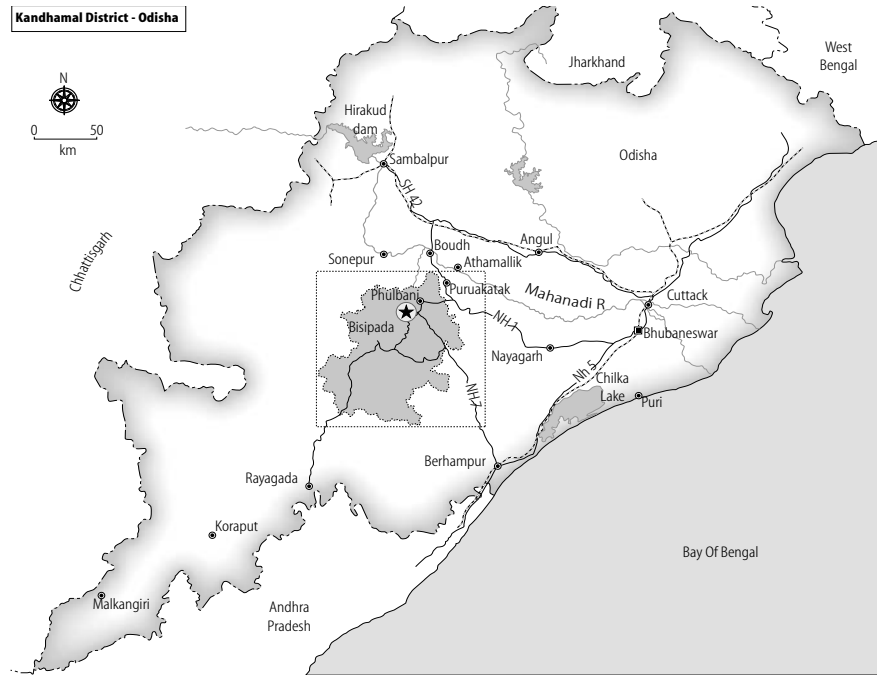 Kandhamal District - Odisha
West
Bengal
Jharkhand
N
0 50
km
Hirakud
dam
Odisha
Sambalpur
SH 42
Chhattisgarh
Boudh
Angul
Sonepur
Athamallik
Puruakatak
Phulbani
Mahanadi R
Cuttack
Bisipada
NH 1
Bhubaneswar
Nayagarh
Nh 5
Chilka
Lake
Puri
NH 7
Berhampur
Rayagada
Koraput
Bay Of Bengal
Malkangiri
Andhra
Pradesh